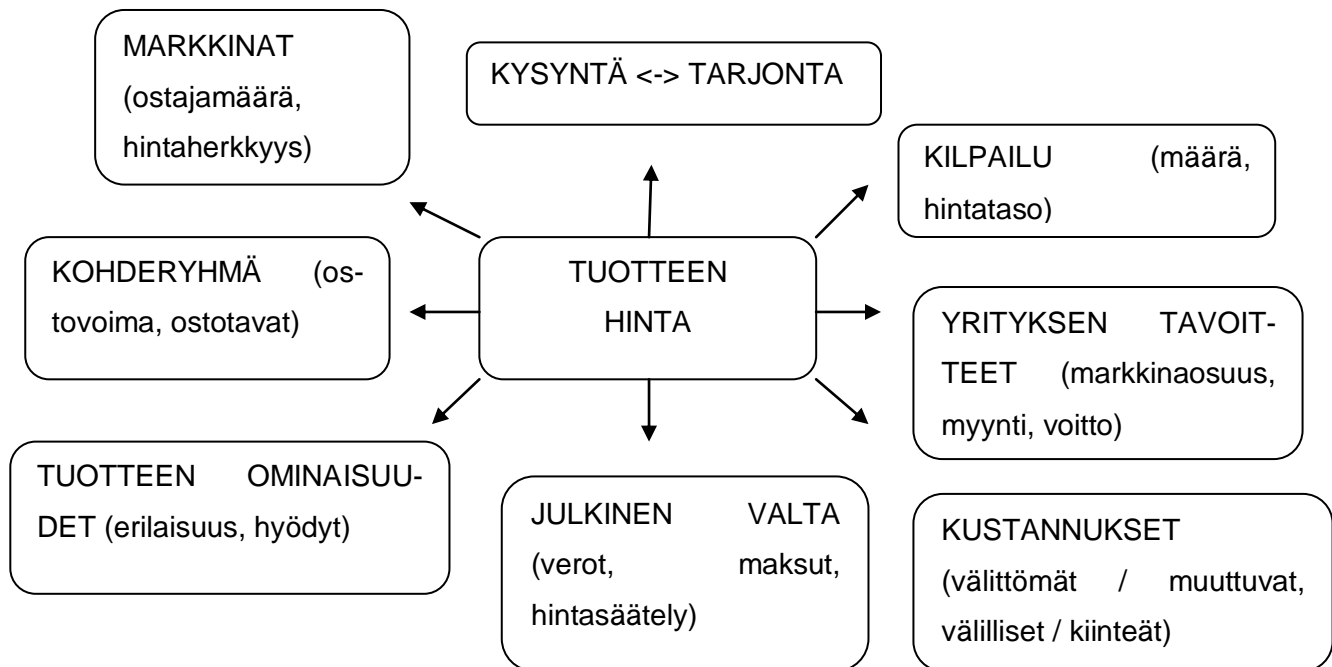 MARKKINAT
(ostajamäärä,
hintaherkkyys)
KYSYNTÄ <-> TARJONTA
KILPAILU (määrä,
hintataso)
KOHDERYHMÄ (os-
tovoima, ostotavat)
TUOTTEEN
HINTA
YRITYKSEN TAVOIT-
TEET (markkinaosuus,
myynti, voitto)
TUOTTEEN OMINAISUU-
DET (erilaisuus, hyödyt)
JULKINEN VALTA
(verot, maksut,
hintasäätely)
KUSTANNUKSET
(välittömät / muuttuvat,
välilliset / kiinteät)